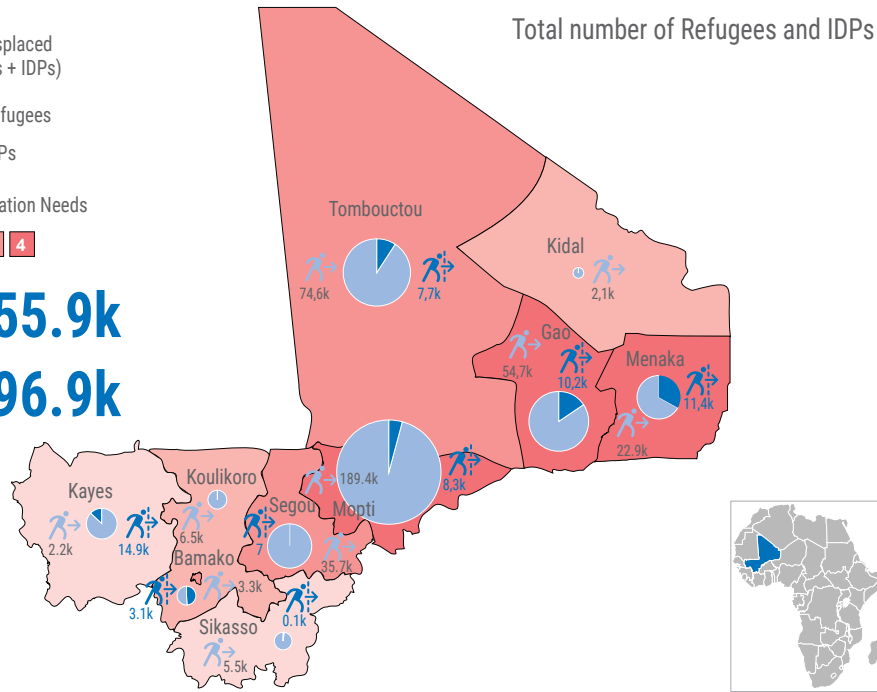 Total number of Refugees and IDPs
splaced
s + IDPs)
fugees
Ps
ation Needs
4
55.9k
96.9k
Tombouctou
74,6k
7,7k
Kidal
2,1k
Gao
54,7k
10,2k
Menaka
11,4k
22.9k
189.4k
8,3k
Mopti
Segou
7
35.7k
Koulikoro
6.5k
Kayes
2.2k
14.9k
Bamako
3.3k
3.1k
0.1k
Sikasso
5.5k